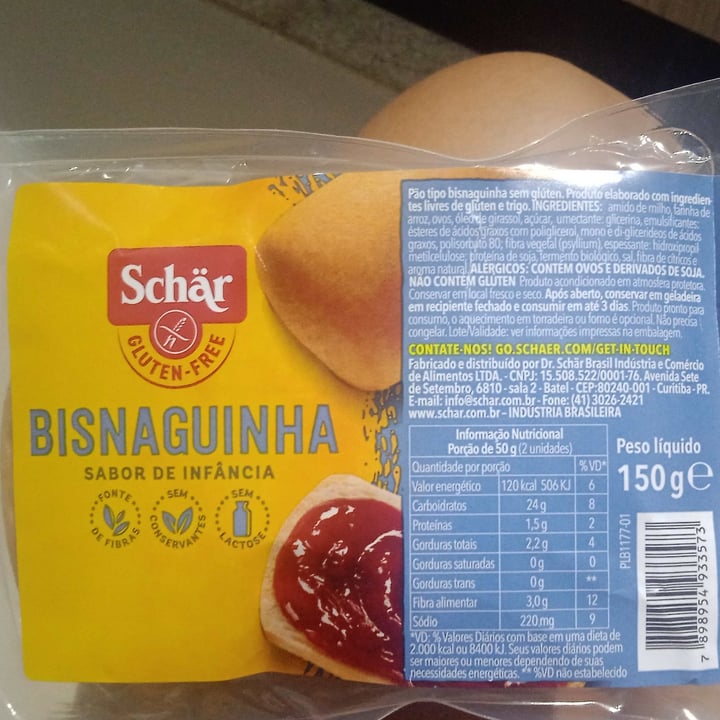 Schär
GLUTEN-FREE
BISNAGUINHA
SABOR DE INFÂNCIA
FONTE DE FIBRAS
SEM CONSERVANTES
SEM LACTOSE
Pão tipo bisnaguinha sem glúten. Produto elaborado com ingredien-
tes livres de glúten e trigo. INGREDIENTES: amido de milho, farinha de
arroz, ovos, óleo de girassol, açúcar, umectante: glicerina, emulsificantes:
ésteres de ácidos graxos com poliglicerol, mono e di-glicerídeos de ácidos
graxos, polisorbato 80; fibra vegetal (psyllium), espessante: hidroxipropil
metilcelulose; proteína de soja, fermento biológico, sal, fibra de cítricos e
aroma natural. ALÉRGICOS: CONTÉM OVOS E DERIVADOS DE SOJA.
NÃO CONTÉM GLÚTEN Produto acondicionado em atmosfera protetora.
Conservar em local fresco e seco. Após aberto, conservar em geladeira
em recipiente fechado e consumir em até 3 dias. Produto pronto para
consumo, o aquecimento em torradeira ou forno é opcional. Não precisa
congelar. Lote/Validade: ver informações impressas na embalagem.
CONTATE-NOS! GO.SCHAER.COM/GET-IN-TOUCH
Fabricado e distribuído por Dr. Schär Brasil Indústria e Comércio
de Alimentos LTDA. - CNPJ: 15.508.522/0001-76. Avenida Sete
de Setembro, 6810 - sala 2 - Batel - CEP:80240-001 - Curitiba - PR.
E-mail: info@schar.com.br - Fone: (41) 3026-2421
www.schar.com.br - INDÚSTRIA BRASILEIRA
Informação Nutricional
Porção de 50 g (2 unidades)
Quantidade por porção %VD*
Valor energético 120 kcal 506 KJ 6
Carboidratos 24 g 8
Proteínas 1,5 g 2
Gorduras totais 2,2 g 4
Gorduras saturadas 0 g 0
Gorduras trans 0 g **
Fibra alimentar 3,0 g 12
Sódio 220 mg 9
*VD: % Valores Diários com base em uma dieta de
2.000 kcal ou 8400 kJ. Seus valores diários podem
ser maiores ou menores dependendo de suas
necessidades energéticas. ** %VD não estabelecido
Peso líquido
150 g e
PLB1177-01
7 898954 933573